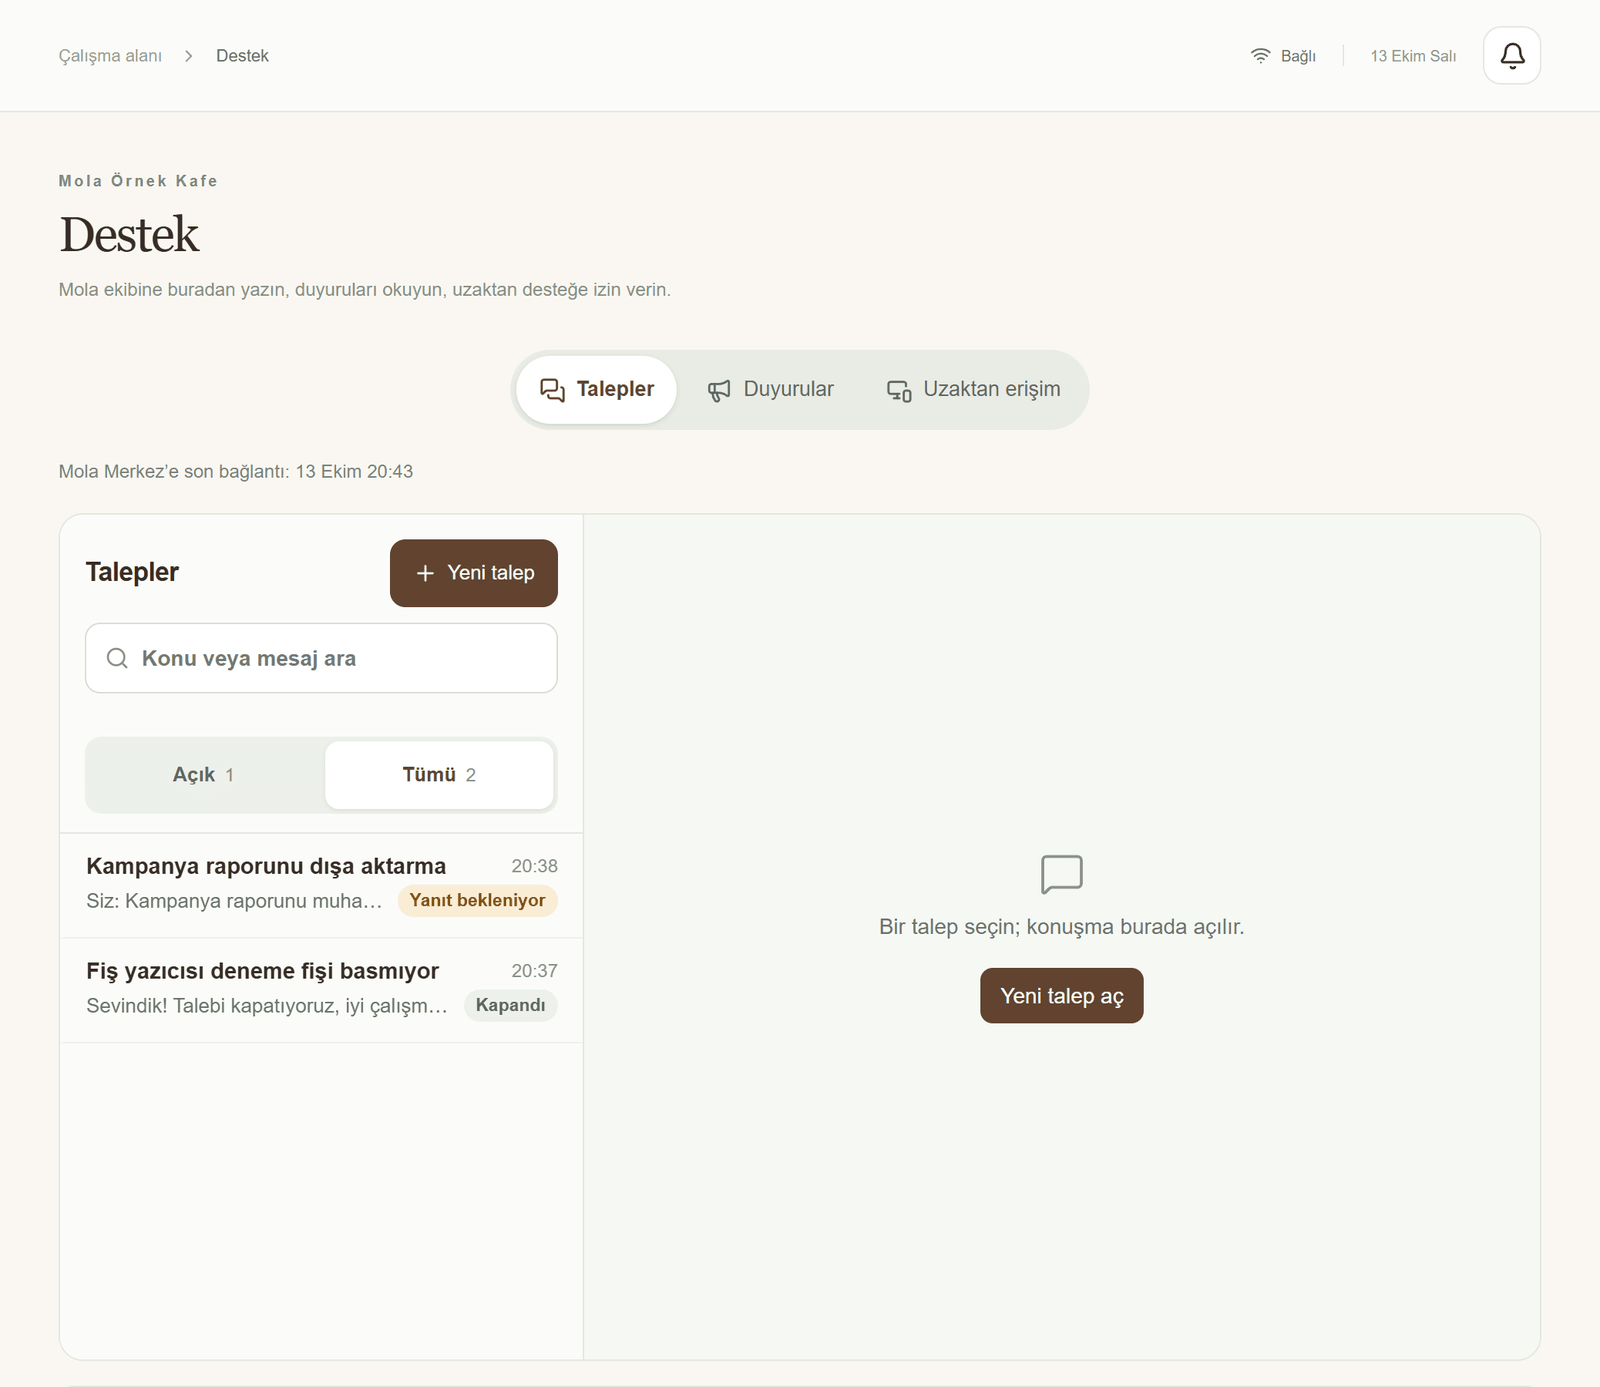 Çalışma alanı > Destek
Bağlı
13 Ekim Salı
Mola Örnek Kafe
Destek
Mola ekibine buradan yazın, duyuruları okuyun, uzaktan desteğe izin verin.
Talepler
Duyurular
Uzaktan erişim
Mola Merkez’e son bağlantı: 13 Ekim 20:43
Talepler
+ Yeni talep
Konu veya mesaj ara
Açık 1
Tümü 2
Kampanya raporunu dışa aktarma 20:38
Siz: Kampanya raporunu muha… Yanıt bekleniyor
Fiş yazıcısı deneme fişi basmıyor 20:37
Sevindik! Talebi kapatıyoruz, iyi çalışm… Kapandı
Bir talep seçin; konuşma burada açılır.
Yeni talep aç